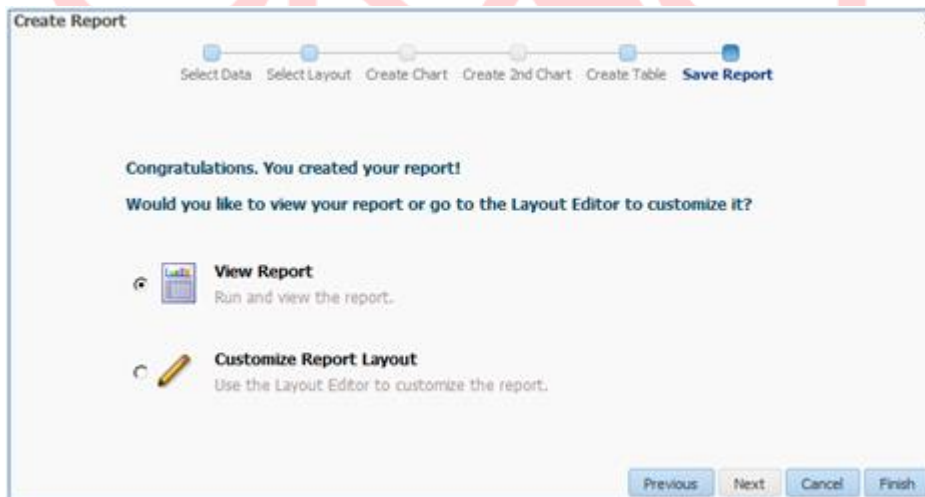 Create Report
Select Data Select Layout Create Chart Create 2nd Chart Create Table Save Report
Congratulations. You created your report!
Would you like to view your report or go to the Layout Editor to customize it?
View Report
Run and view the report.
Customize Report Layout
Use the Layout Editor to customize the report.
Previous Next Cancel Finish